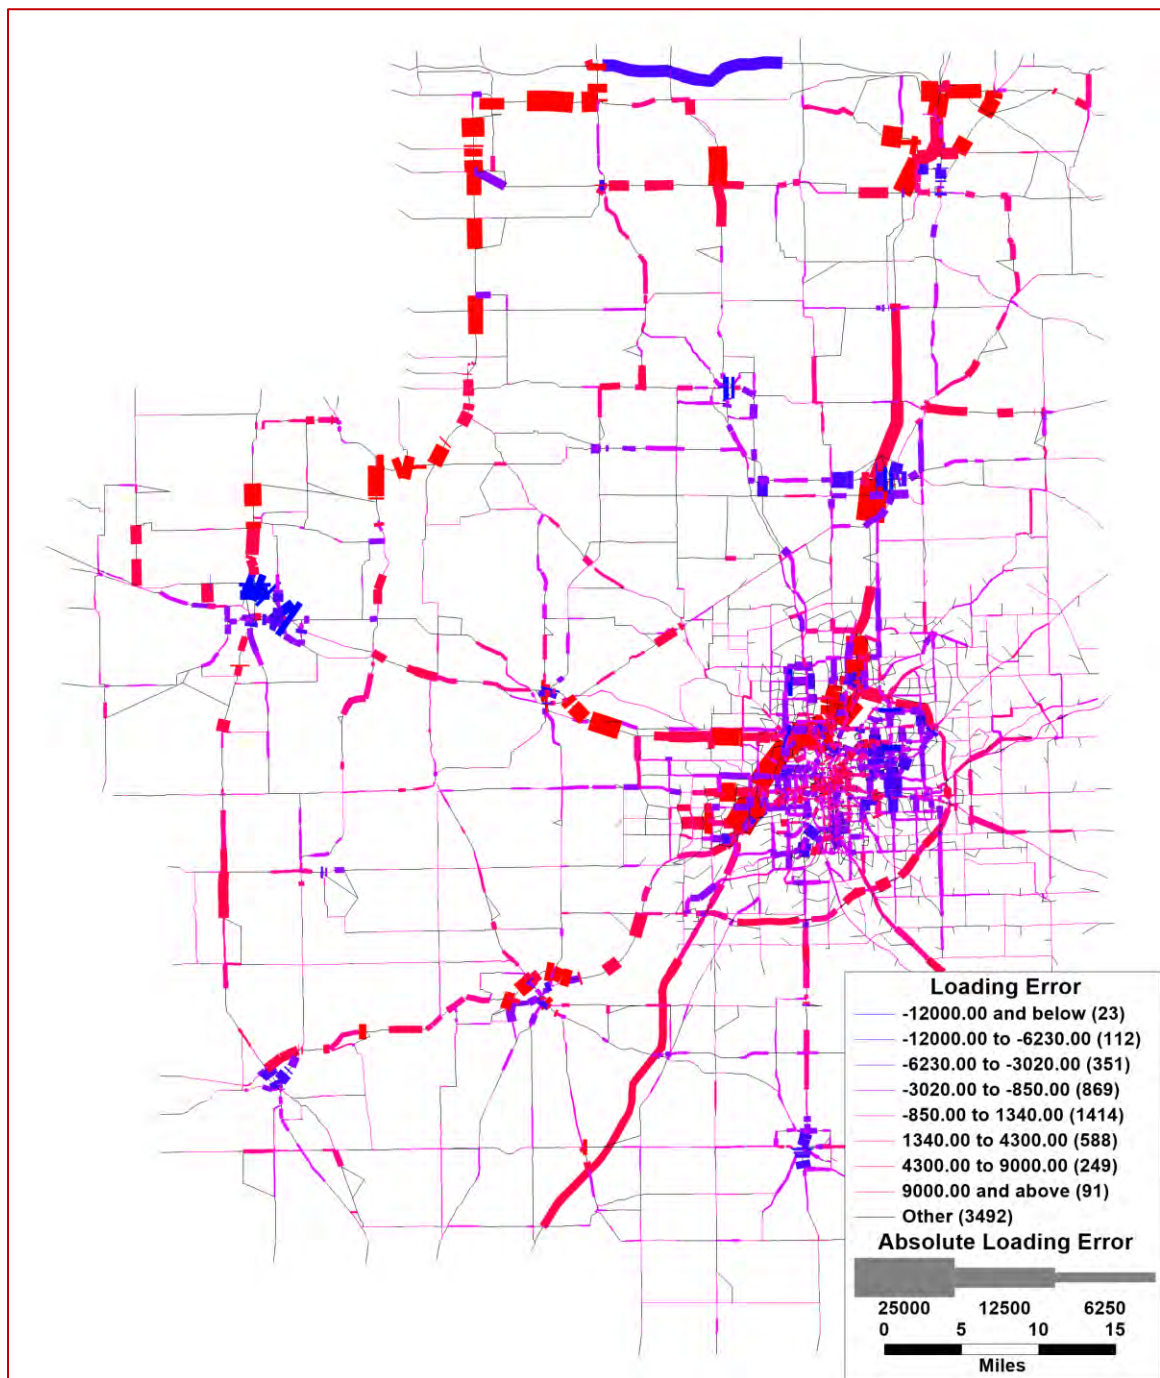 Loading Error
-12000.00 and below (23)
-12000.00 to -6230.00 (112)
-6230.00 to -3020.00 (351)
-3020.00 to -850.00 (869)
-850.00 to 1340.00 (1414)
1340.00 to 4300.00 (588)
4300.00 to 9000.00 (249)
9000.00 and above (91)
Other (3492)
Absolute Loading Error
25000 12500 6250
0 5 10 15
Miles